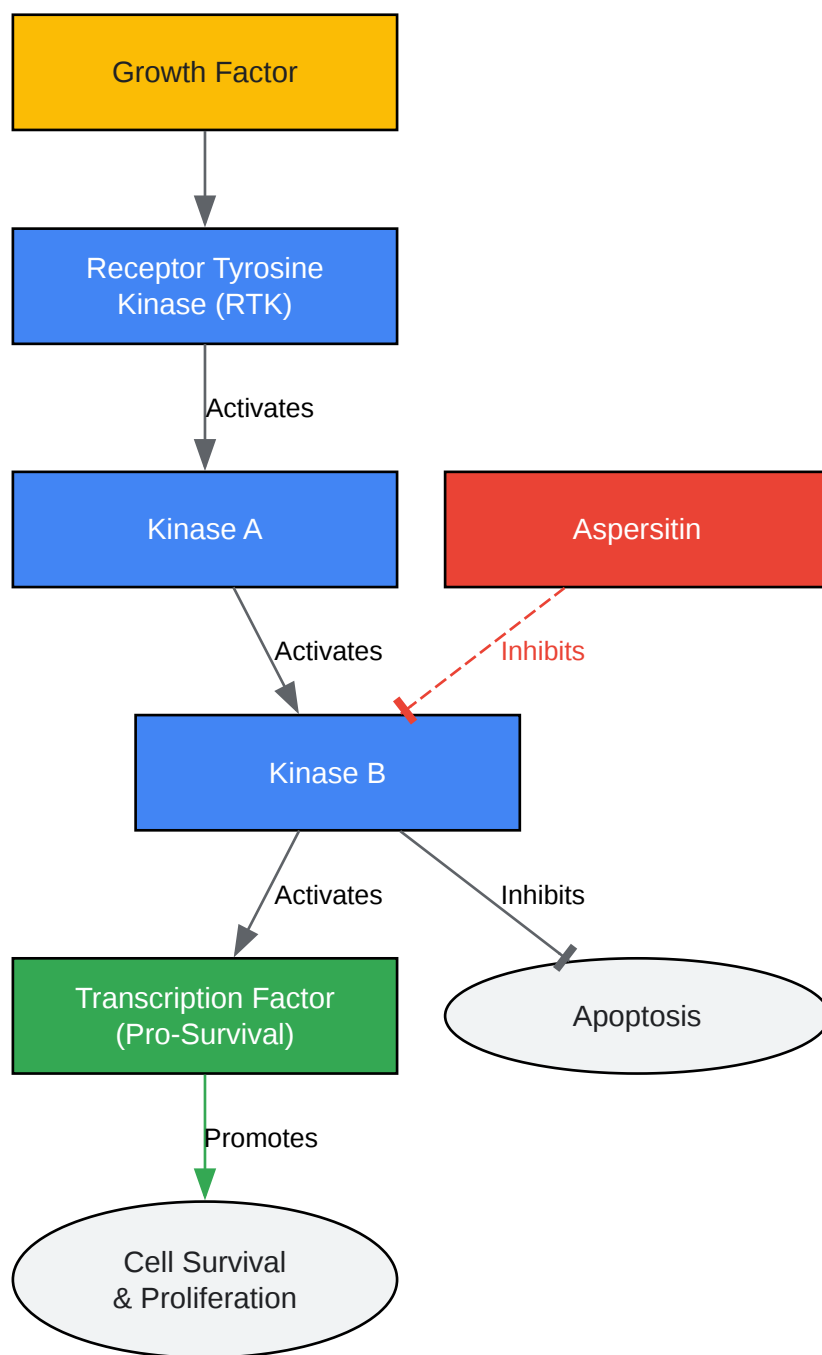 Growth Factor
Receptor Tyrosine
Kinase (RTK)
Activates
Kinase A
Aspersitin
Activates
Inhibits
Kinase B
Activates
Inhibits
Transcription Factor
(Pro-Survival)
Apoptosis
Promotes
Cell Survival
& Proliferation